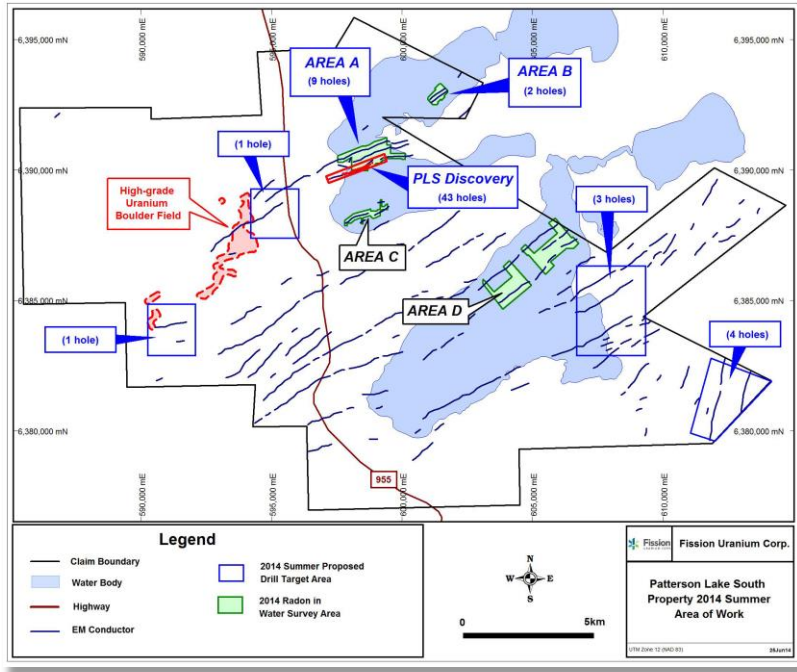 590,000 mE
595,000 mE
600,000 mE
605,000 mE
610,000 mE
6,395,000 mN
6,395,000 mN
AREA A
(9 holes)
AREA B
(2 holes)
(1 hole)
6,390,000 mN
6,390,000 mN
High-grade
Uranium
Boulder Field
PLS Discovery
(43 holes)
(3 holes)
AREA C
6,385,000 mN
6,385,000 mN
AREA D
(1 hole)
(4 holes)
6,380,000 mN
6,380,000 mN
955
590,000 mE
595,000 mE
600,000 mE
605,000 mE
610,000 mE
Legend
Claim Boundary
Water Body
Highway
EM Conductor
2014 Summer Proposed
Drill Target Area
2014 Radon in
Water Survey Area
N
W E
S
0 5km
Fission
Fission Uranium Corp.
Patterson Lake South
Property 2014 Summer
Area of Work
UTM Zone 12 (NAD 83)
26Jun14